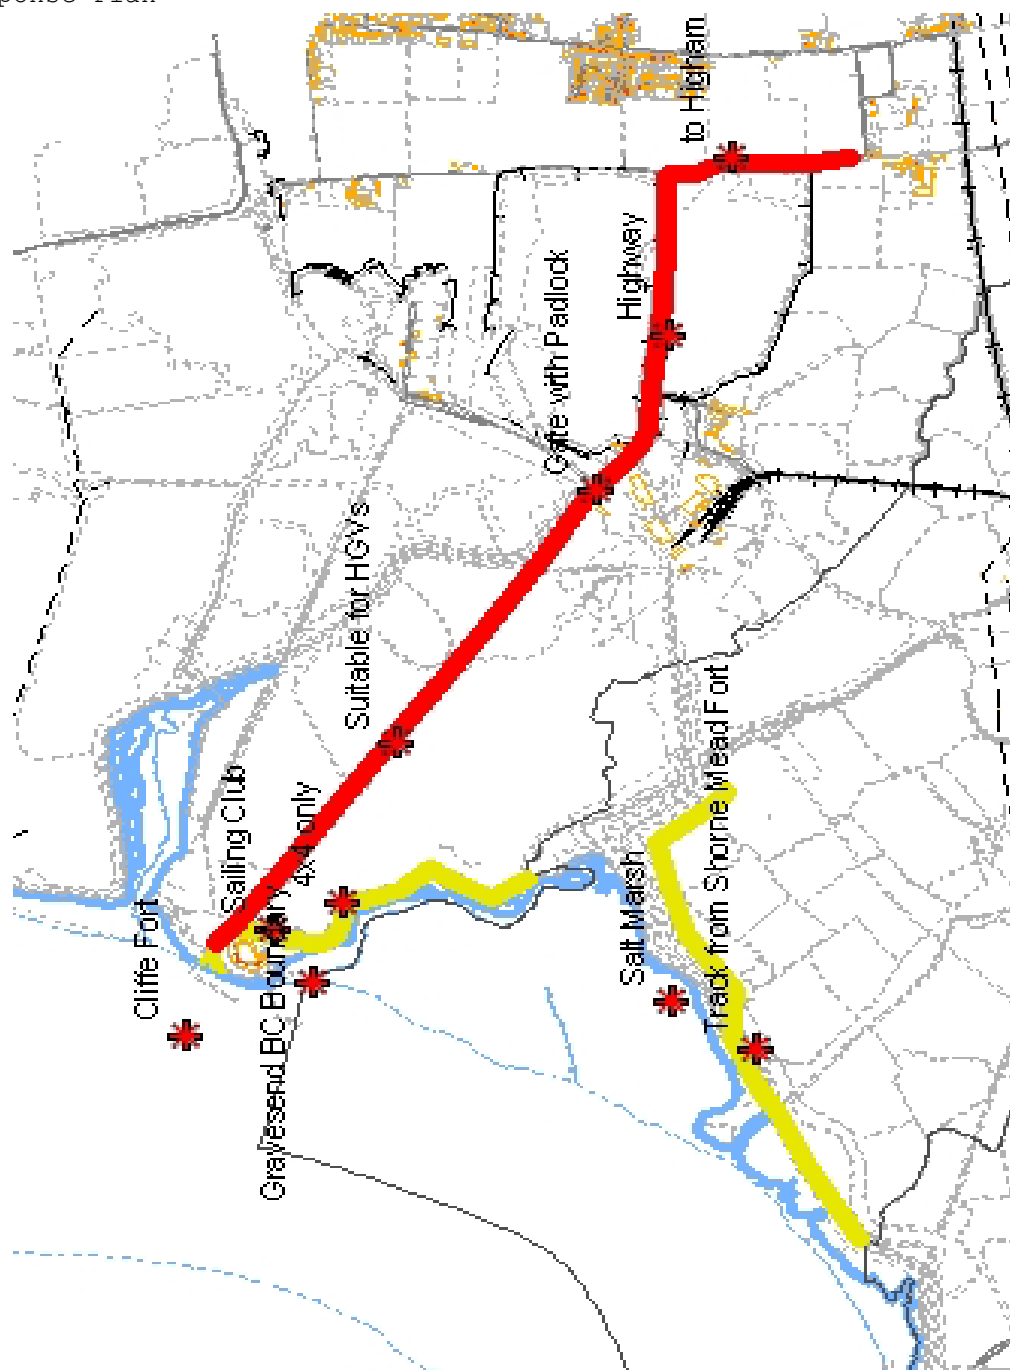 to Higham
Highway
Gate with Padlock
Suitable for HGVs
Sailing Club
4x4 only
Cliffe Fort
Gravesend BC Boundary
Salt Marsh
Track from Shorne Mead Fort